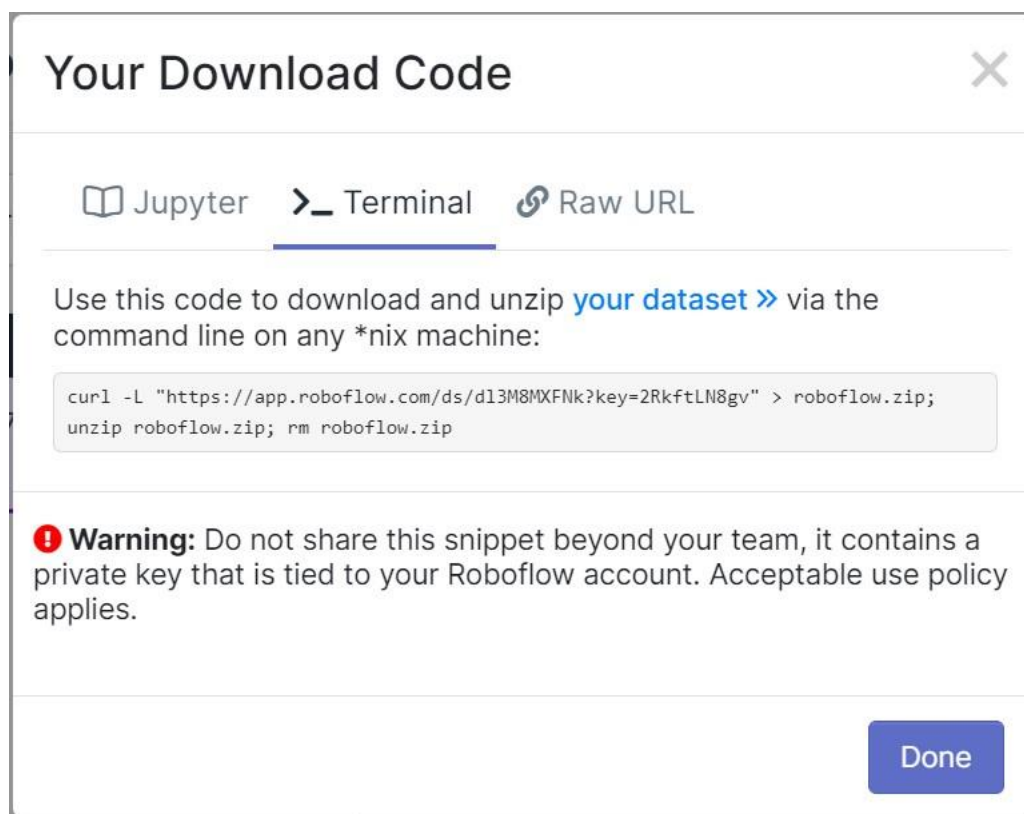 Your Download Code
Jupyter
Terminal
Raw URL
Use this code to download and unzip your dataset » via the
command line on any *nix machine:
curl -L "https://app.roboflow.com/ds/dl3M8MXFNk?key=2RkftLN8gv" > roboflow.zip;
unzip roboflow.zip; rm roboflow.zip
Warning: Do not share this snippet beyond your team, it contains a
private key that is tied to your Roboflow account. Acceptable use policy
applies.
Done